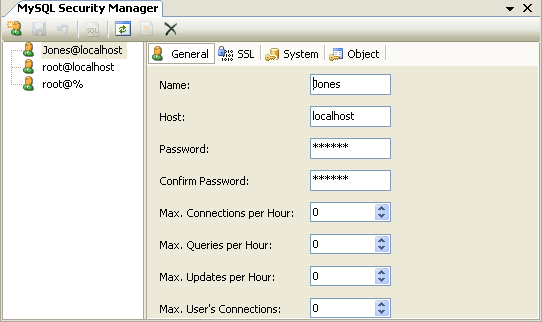 MySQL Security Manager
SQL
Jones@localhost
root@localhost
root@%
General SSL System Object
Name: Jones
Host: localhost
Password: ******
Confirm Password: ******
Max. Connections per Hour: 0
Max. Queries per Hour: 0
Max. Updates per Hour: 0
Max. User's Connections: 0